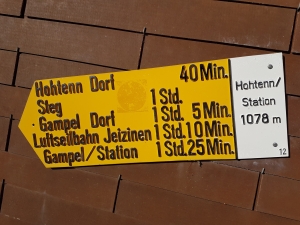 Hohtenn Dorf 40 Min.
Steg 1 Std.
Gampel Dorf 1 Std. 5 Min.
Luftseilbahn Jeizinen 1 Std. 10 Min.
Gampel/Station 1 Std. 25 Min.
Hohtenn/
Station
1078 m
12